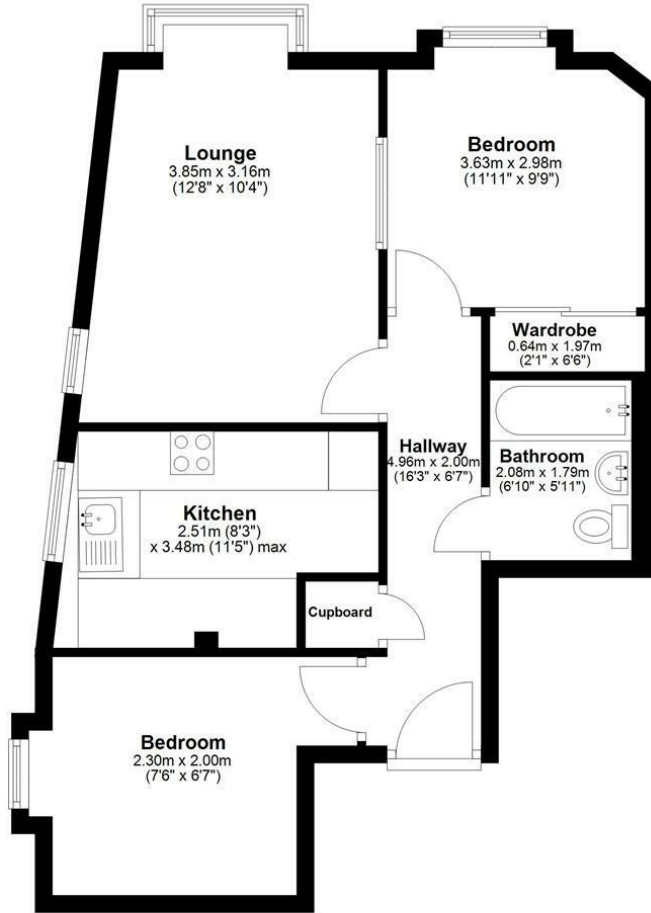 Lounge
3.85m x 3.16m
(12'8" x 10'4")
Bedroom
3.63m x 2.98m
(11'11" x 9'9")
Wardrobe
0.64m x 1.97m
(2'1" x 6'6")
Hallway
4.96m x 2.00m
(16'3" x 6'7")
Bathroom
2.08m x 1.79m
(6'10" x 5'11")
Kitchen
2.51m (8'3")
x 3.48m (11'5") max
Cupboard
Bedroom
2.30m x 2.00m
(7'6" x 6'7")